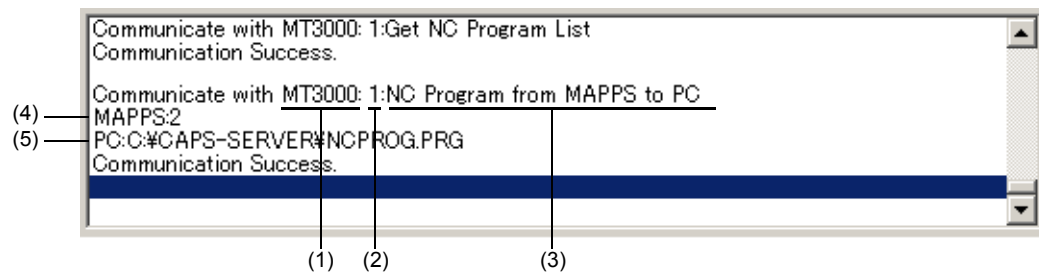 Communicate with MT3000: 1:Get NC Program List
Communication Success.
Communicate with MT3000: 1:NC Program from MAPPS to PC
(4)
MAPPS:2
(5)
PC:C:¥CAPS-SERVER¥NCPROG.PRG
Communication Success.
(1) (2) (3)